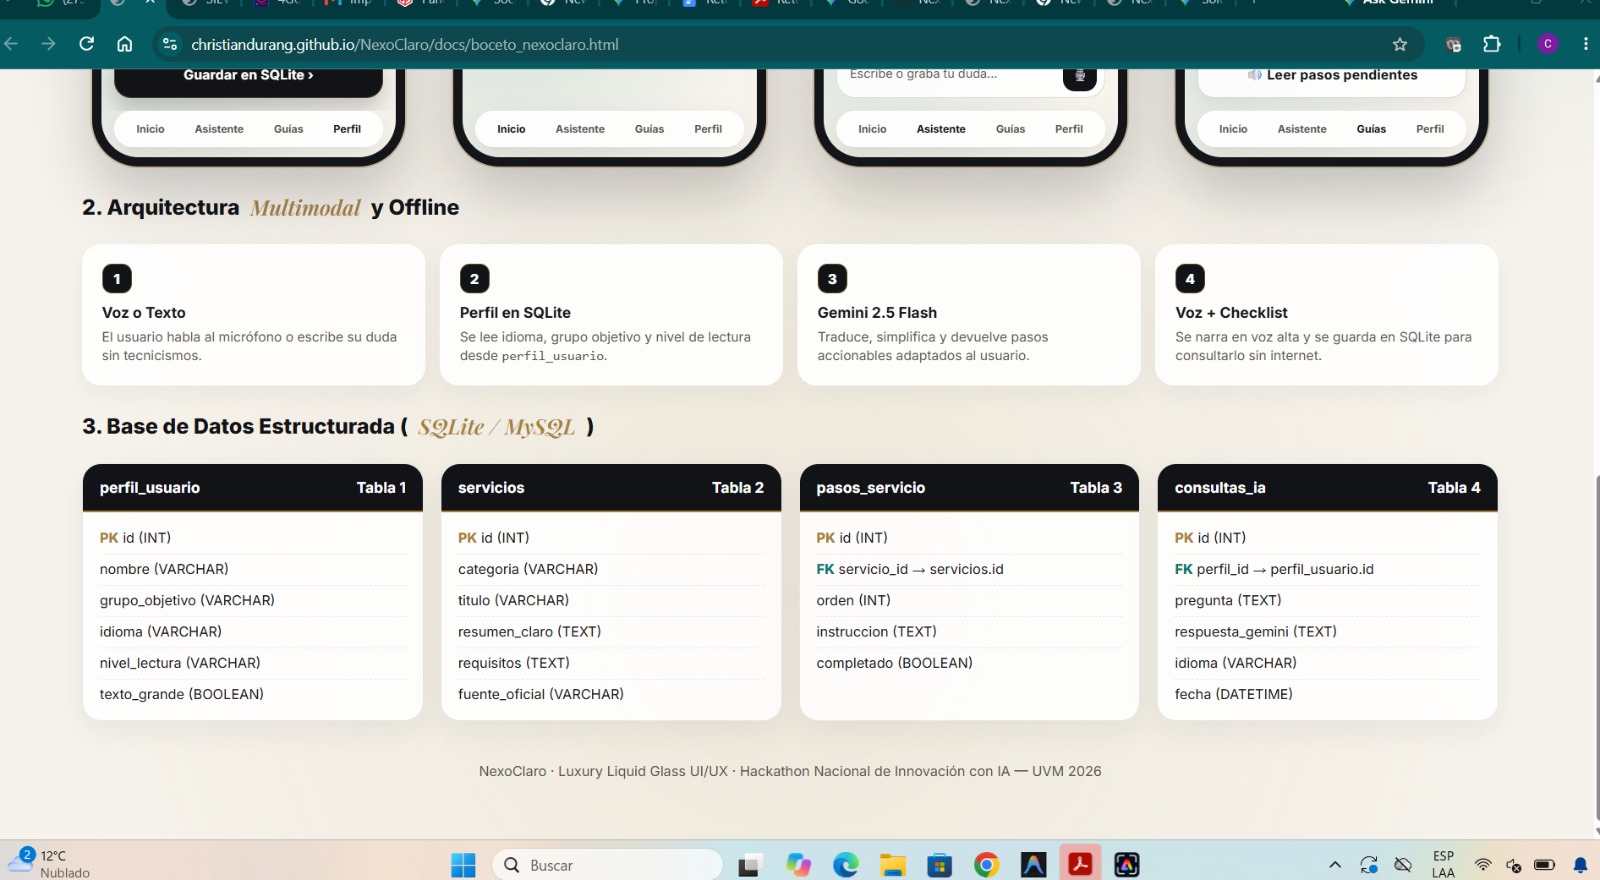 Ask Gemini
christiandurang.github.io/NexoClaro/docs/boceto_nexoclaro.html
C
Guardar en SQLite ›
Inicio Asistente Guías Perfil
Inicio Asistente Guías Perfil
Escribe o graba tu duda...
Inicio Asistente Guías Perfil
Leer pasos pendientes
Inicio Asistente Guías Perfil
2. Arquitectura Multimodal y Offline
1
Voz o Texto
El usuario habla al micrófono o escribe su duda
sin tecnicismos.
2
Perfil en SQLite
Se lee idioma, grupo objetivo y nivel de lectura
desde perfil_usuario.
3
Gemini 2.5 Flash
Traduce, simplifica y devuelve pasos
accionables adaptados al usuario.
4
Voz + Checklist
Se narra en voz alta y se guarda en SQLite para
consultarlo sin internet.
3. Base de Datos Estructurada ( SQLite / MySQL )
perfil_usuario Tabla 1
PK id (INT)
nombre (VARCHAR)
grupo_objetivo (VARCHAR)
idioma (VARCHAR)
nivel_lectura (VARCHAR)
texto_grande (BOOLEAN)
servicios Tabla 2
PK id (INT)
categoria (VARCHAR)
titulo (VARCHAR)
resumen_claro (TEXT)
requisitos (TEXT)
fuente_oficial (VARCHAR)
pasos_servicio Tabla 3
PK id (INT)
FK servicio_id → servicios.id
orden (INT)
instruccion (TEXT)
completado (BOOLEAN)
consultas_ia Tabla 4
PK id (INT)
FK perfil_id → perfil_usuario.id
pregunta (TEXT)
respuesta_gemini (TEXT)
idioma (VARCHAR)
fecha (DATETIME)
NexoClaro · Luxury Liquid Glass UI/UX · Hackathon Nacional de Innovación con IA — UVM 2026
2
12°C
Nublado
Buscar
ESP
LAA